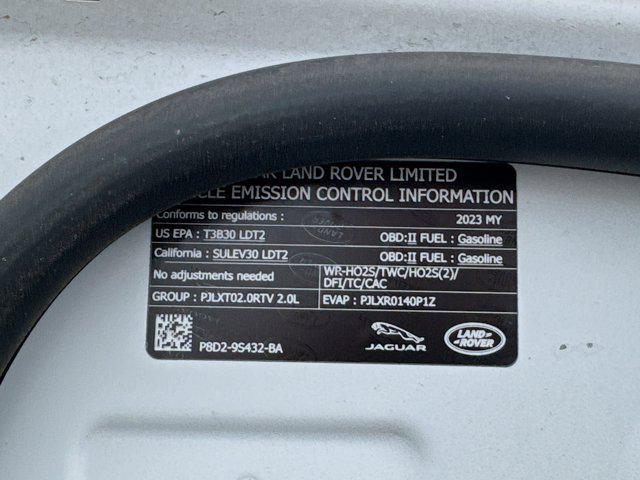 LAND ROVER LIMITED
EMISSION CONTROL INFORMATION
Conforms to regulations : 2023 MY
US EPA : T3B30 LDT2 OBD:II FUEL : Gasoline
California : SULEV30 LDT2 OBD:II FUEL : Gasoline
No adjustments needed WR-HO2S/TWC/HO2S(2)/
DFI/TC/CAC
GROUP : PJLXT02.0RTV 2.0L EVAP : PJLXR0140P1Z
P8D2-9S432-BA JAGUAR LAND
ROVER